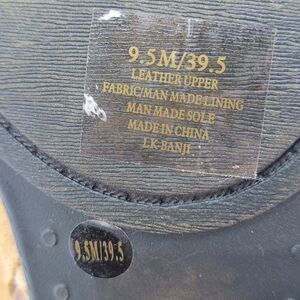 9.5M/39.5
LEATHER UPPER
FABRIC/MAN MADE LINING
MAN MADE SOLE
MADE IN CHINA
LK-BANJI
9.5M/39.5